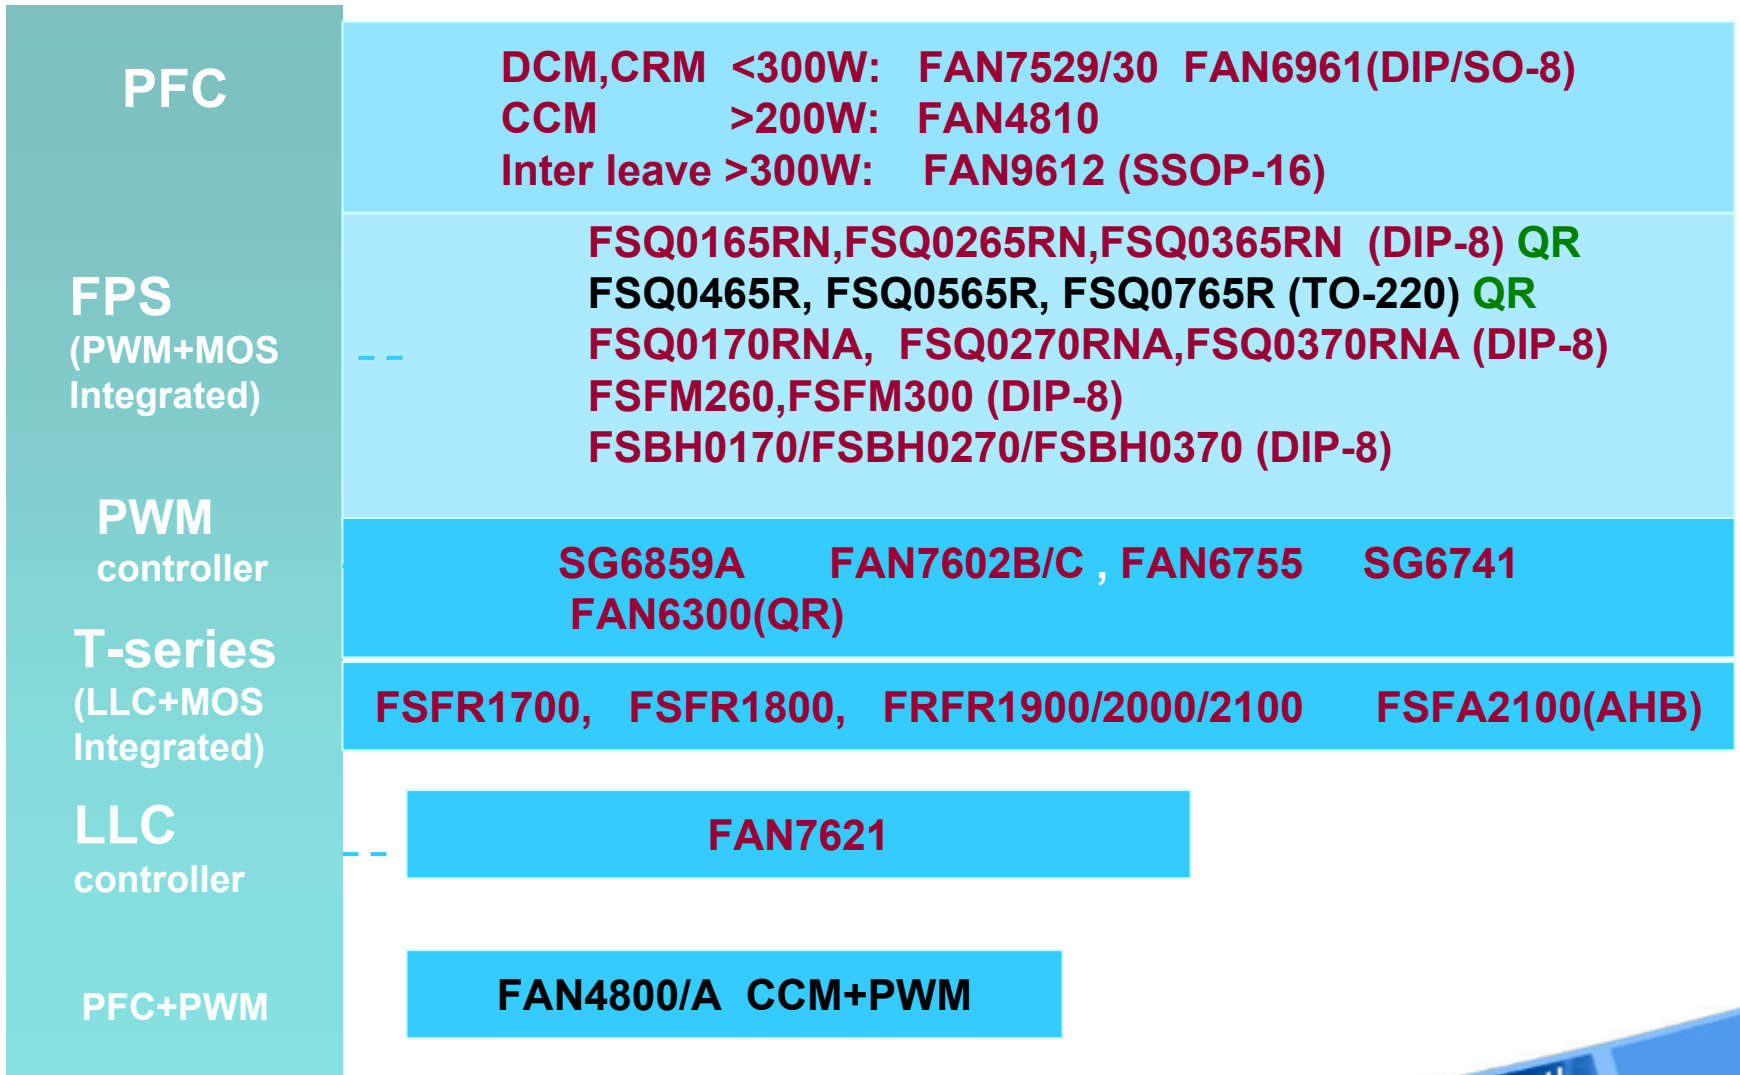 PFC
DCM,CRM <300W: FAN7529/30 FAN6961(DIP/SO-8)
CCM >200W: FAN4810
Inter leave >300W: FAN9612 (SSOP-16)
FPS
(PWM+MOS
Integrated)
FSQ0165RN,FSQ0265RN,FSQ0365RN (DIP-8) QR
FSQ0465R, FSQ0565R, FSQ0765R (TO-220) QR
FSQ0170RNA, FSQ0270RNA,FSQ0370RNA (DIP-8)
FSFM260,FSFM300 (DIP-8)
FSBH0170/FSBH0270/FSBH0370 (DIP-8)
PWM
controller
SG6859A FAN7602B/C , FAN6755 SG6741
FAN6300(QR)
T-series
(LLC+MOS
Integrated)
FSFR1700, FSFR1800, FRFR1900/2000/2100 FSFA2100(AHB)
LLC
controller
FAN7621
PFC+PWM
FAN4800/A CCM+PWM